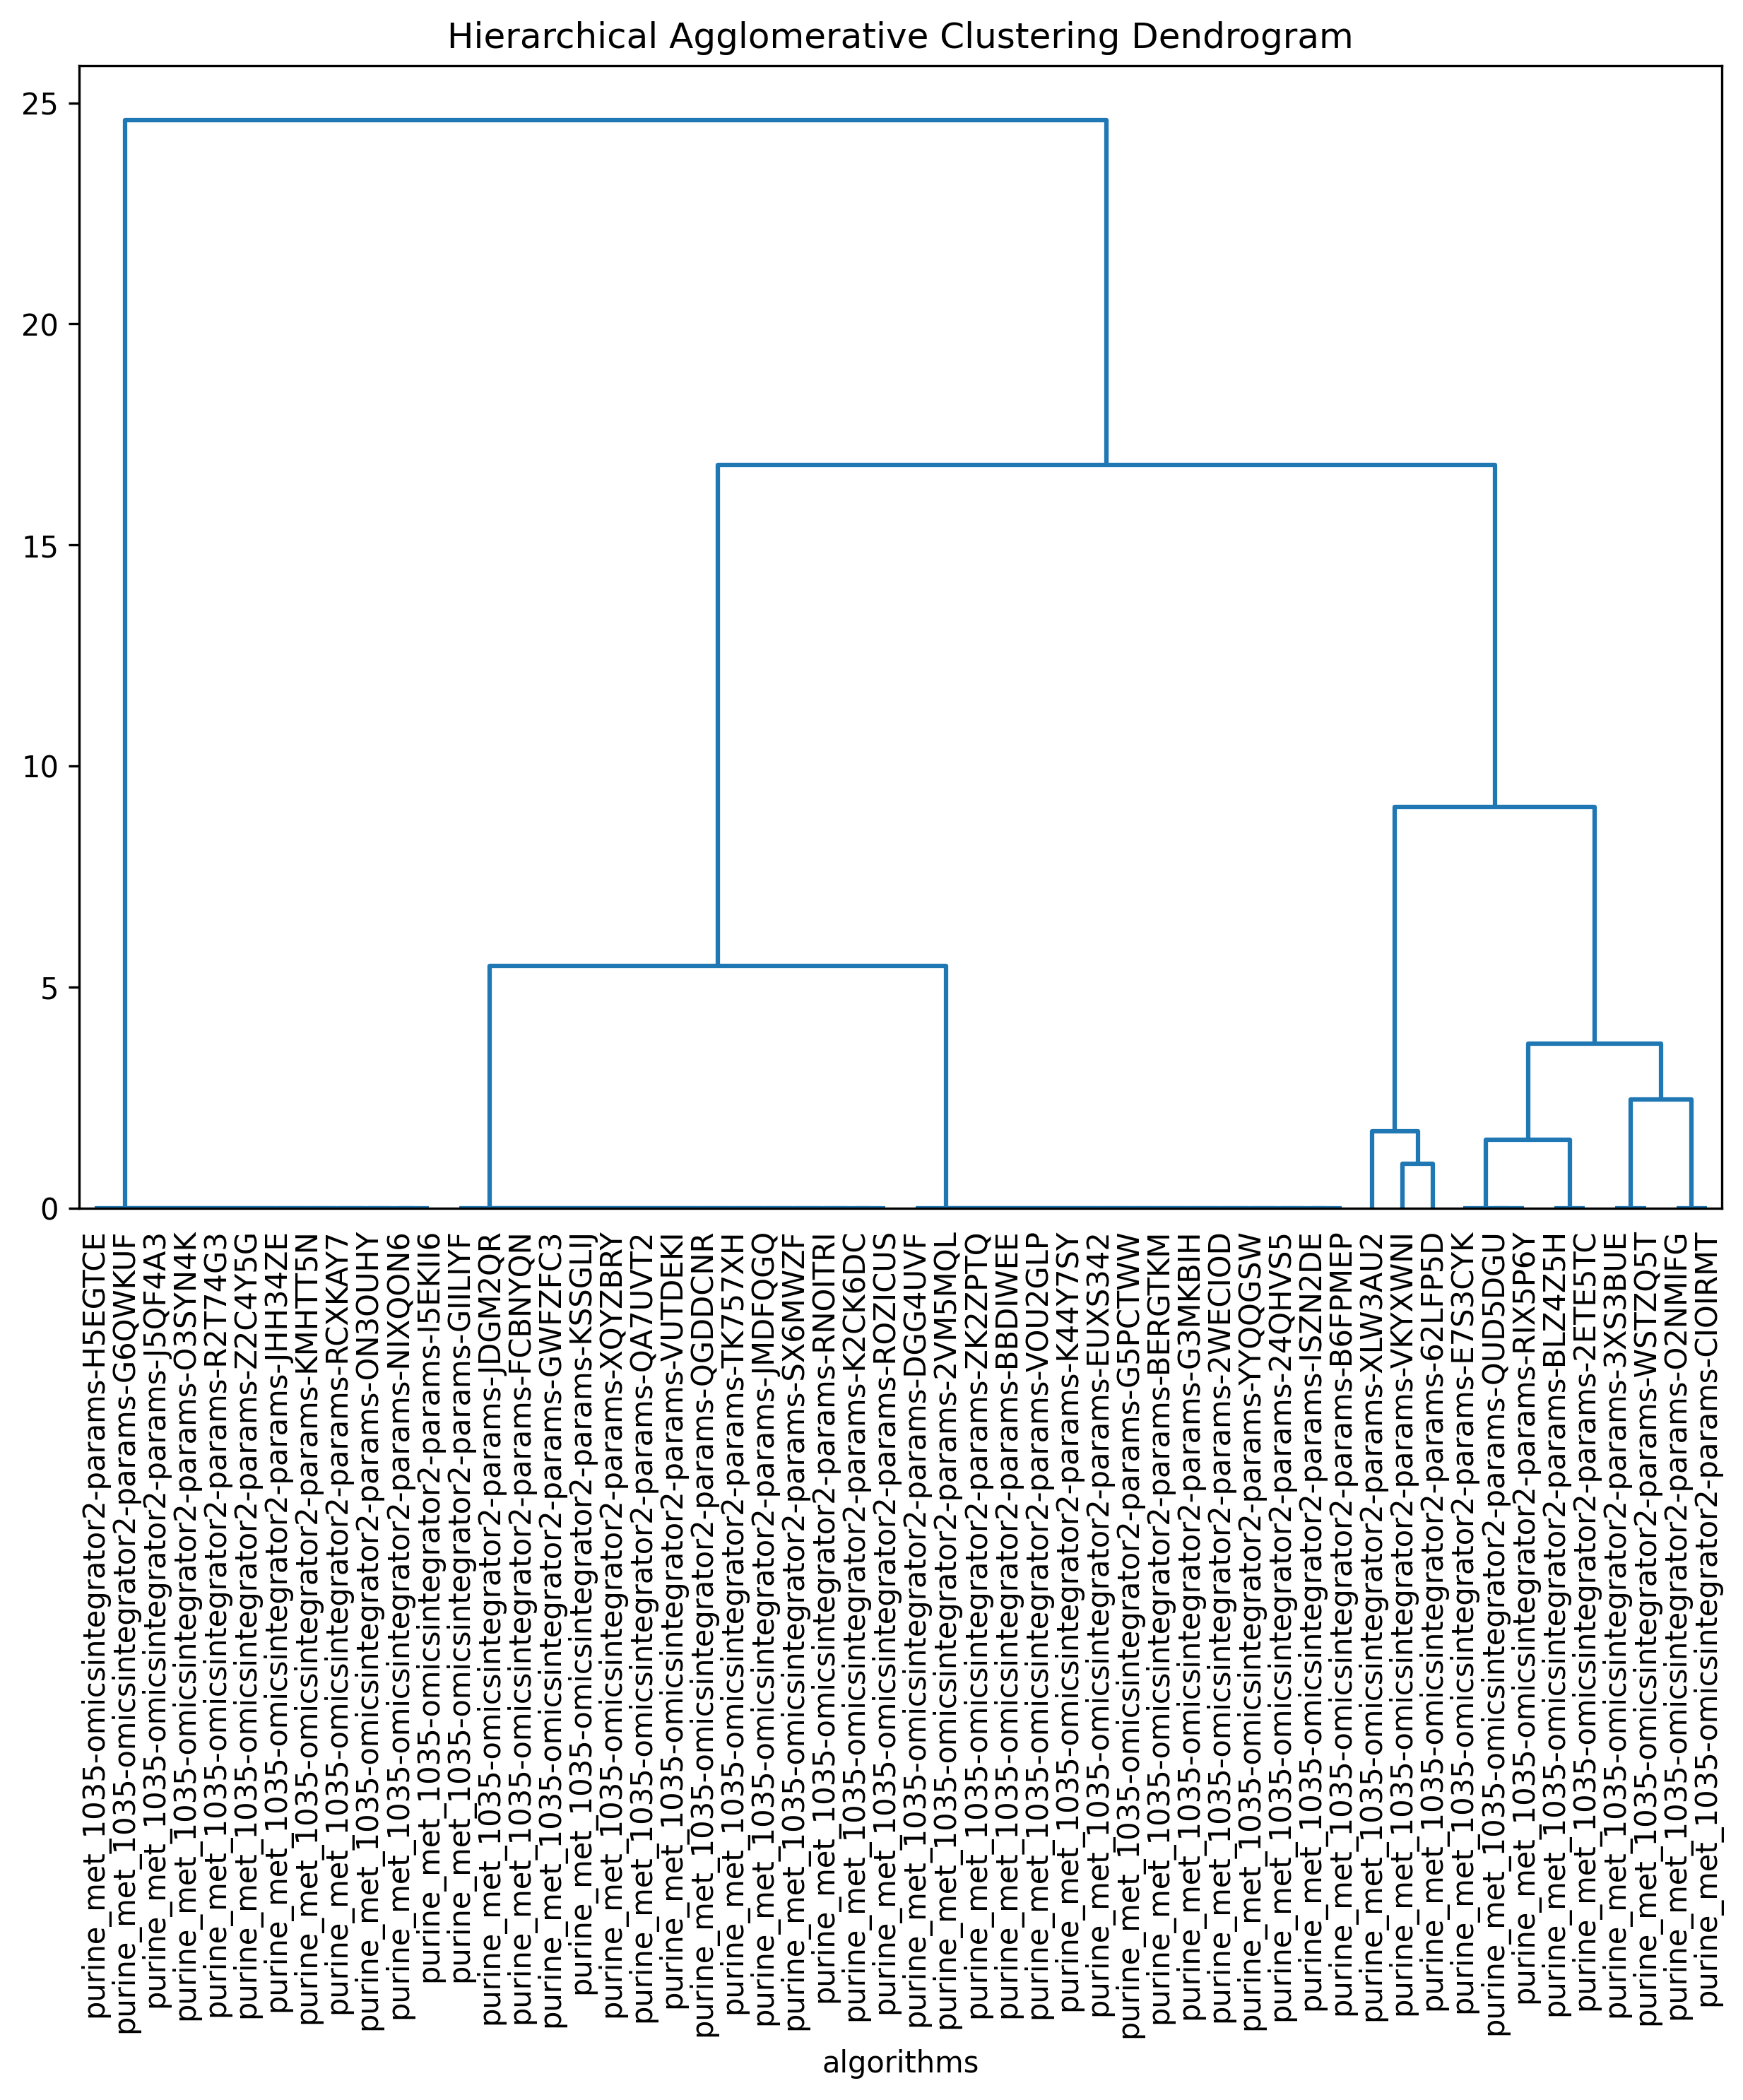 Hierarchical Agglomerative Clustering Dendrogram
25
20
15
10
5
0
purine_met_1035-omicsintegrator2-params-H5EGTCE
purine_met_1035-omicsintegrator2-params-G6QWKUF
purine_met_1035-omicsintegrator2-params-J5QF4A3
purine_met_1035-omicsintegrator2-params-O3SYN4K
purine_met_1035-omicsintegrator2-params-R2T74G3
purine_met_1035-omicsintegrator2-params-Z2C4Y5G
purine_met_1035-omicsintegrator2-params-JHH34ZE
purine_met_1035-omicsintegrator2-params-KMHTT5N
purine_met_1035-omicsintegrator2-params-RCXKAY7
purine_met_1035-omicsintegrator2-params-ON3OUHY
purine_met_1035-omicsintegrator2-params-NIXQON6
purine_met_1035-omicsintegrator2-params-I5EKII6
purine_met_1035-omicsintegrator2-params-GIILIYF
purine_met_1035-omicsintegrator2-params-JDGM2QR
purine_met_1035-omicsintegrator2-params-FCBNYQN
purine_met_1035-omicsintegrator2-params-GWFZFC3
purine_met_1035-omicsintegrator2-params-KSSGLIJ
purine_met_1035-omicsintegrator2-params-XQYZBRY
purine_met_1035-omicsintegrator2-params-QA7UVT2
purine_met_1035-omicsintegrator2-params-VUTDEKI
purine_met_1035-omicsintegrator2-params-QGDDCNR
purine_met_1035-omicsintegrator2-params-TK757XH
purine_met_1035-omicsintegrator2-params-JMDFQGQ
purine_met_1035-omicsintegrator2-params-SX6MWZF
purine_met_1035-omicsintegrator2-params-RNOITRI
purine_met_1035-omicsintegrator2-params-K2CK6DC
purine_met_1035-omicsintegrator2-params-ROZICUS
purine_met_1035-omicsintegrator2-params-DGG4UVF
purine_met_1035-omicsintegrator2-params-2VM5MQL
purine_met_1035-omicsintegrator2-params-ZK2ZPTQ
purine_met_1035-omicsintegrator2-params-BBDIWEE
purine_met_1035-omicsintegrator2-params-VOU2GLP
purine_met_1035-omicsintegrator2-params-K44Y7SY
purine_met_1035-omicsintegrator2-params-EUXS342
purine_met_1035-omicsintegrator2-params-G5PCTWW
purine_met_1035-omicsintegrator2-params-BERGTKM
purine_met_1035-omicsintegrator2-params-G3MKBIH
purine_met_1035-omicsintegrator2-params-2WECIOD
purine_met_1035-omicsintegrator2-params-YYQQGSW
purine_met_1035-omicsintegrator2-params-24QHVS5
purine_met_1035-omicsintegrator2-params-ISZN2DE
purine_met_1035-omicsintegrator2-params-B6FPMEP
purine_met_1035-omicsintegrator2-params-XLW3AU2
purine_met_1035-omicsintegrator2-params-VKYXWNI
purine_met_1035-omicsintegrator2-params-62LFP5D
purine_met_1035-omicsintegrator2-params-E7S3CYK
purine_met_1035-omicsintegrator2-params-QUD5DGU
purine_met_1035-omicsintegrator2-params-RIX5P6Y
purine_met_1035-omicsintegrator2-params-BLZ4Z5H
purine_met_1035-omicsintegrator2-params-2ETE5TC
purine_met_1035-omicsintegrator2-params-3XS3BUE
purine_met_1035-omicsintegrator2-params-WSTZQ5T
purine_met_1035-omicsintegrator2-params-O2NMIFG
purine_met_1035-omicsintegrator2-params-CIOIRMT
algorithms